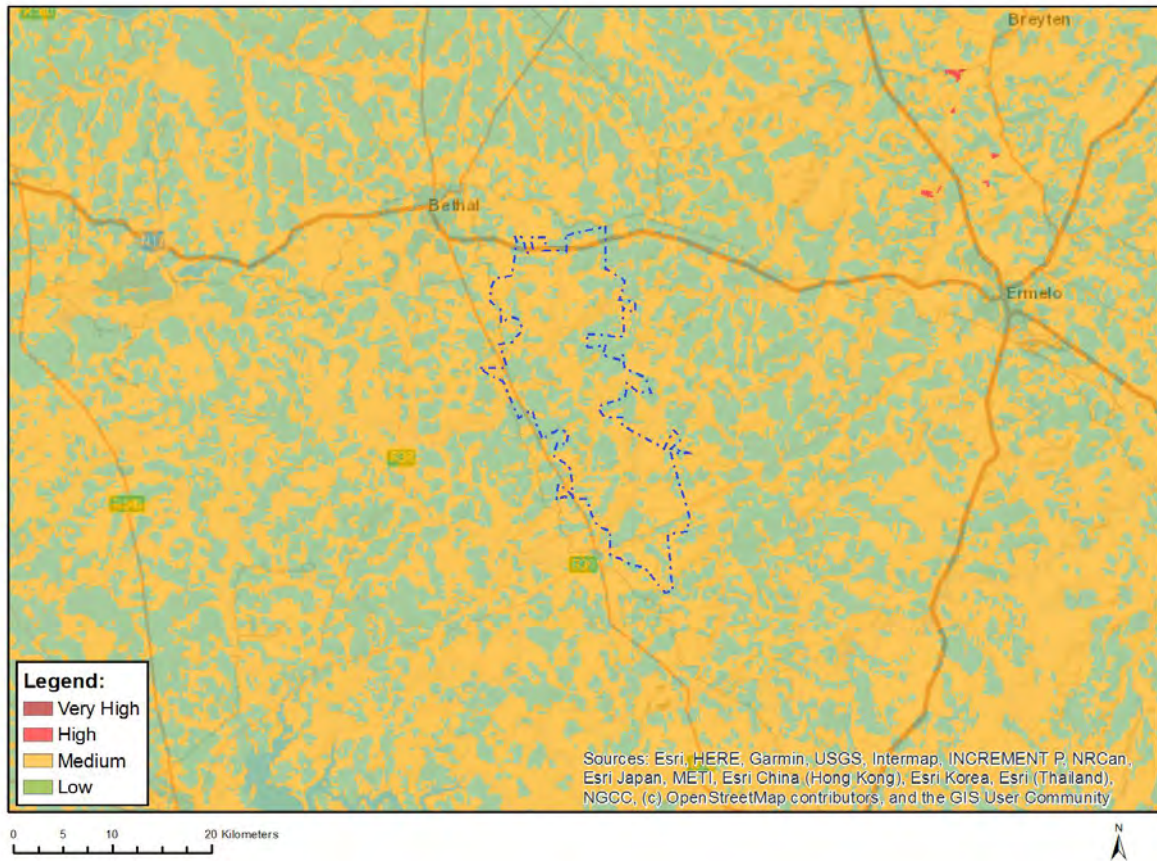 Breyten
Bethal
Ermelo
Legend:
Very High
High
Medium
Low
Sources: Esri, HERE, Garmin, USGS, Intermap, INCREMENT P, NRCan,
Esri Japan, METI, Esri China (Hong Kong), Esri Korea, Esri (Thailand),
NGCC, (c) OpenStreetMap contributors, and the GIS User Community
0 5 10 20 Kilometers
N